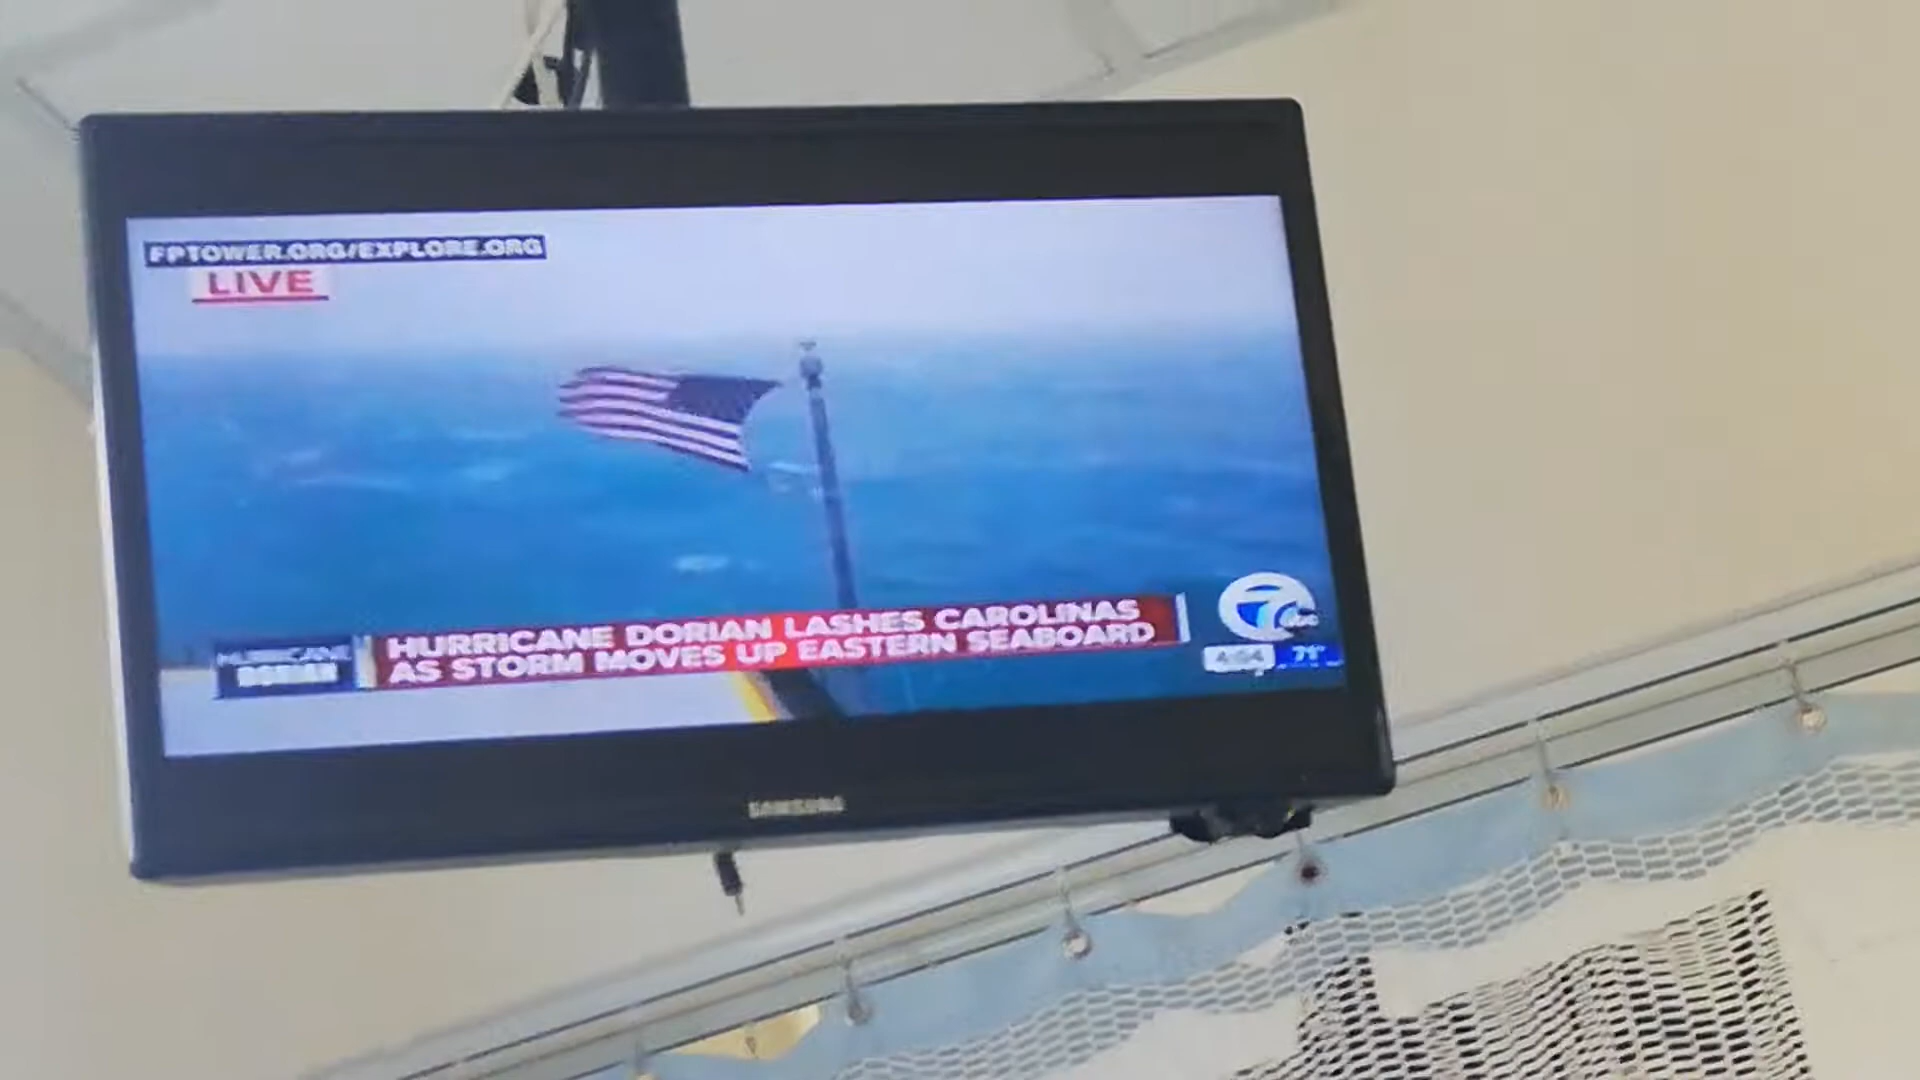 FPTOWER.ORG/EXPLORE.ORG
LIVE
HURRICANE DORIAN
HURRICANE DORIAN LASHES CAROLINAS
AS STORM MOVES UP EASTERN SEABOARD
7 abc
4:04 71°
SAMSUNG